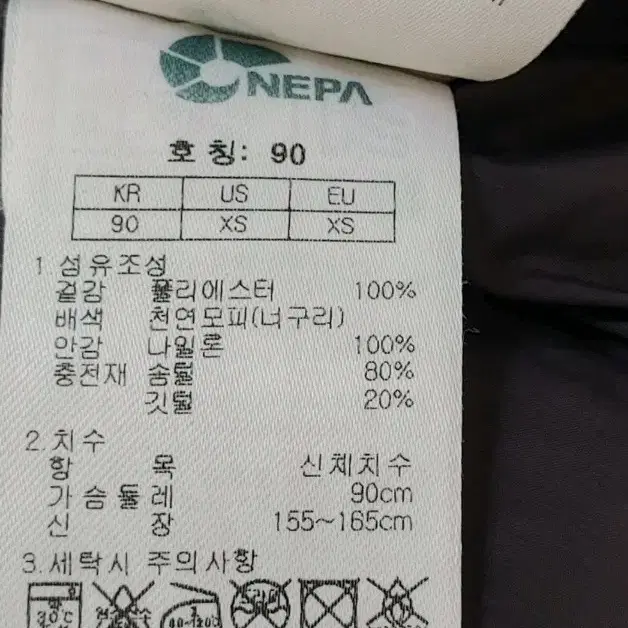 NEPA
호 칭: 90
KR US EU
90 XS XS
1.섬유조성
겉감 폴리에스터 100%
배색 천연모피(너구리)
안감 나일론 100%
충전재 솜털 80%
깃털 20%
2.치수
항 목 신체치수
가슴둘레 90cm
신 장 155~165cm
3.세탁시 주의사항
30℃